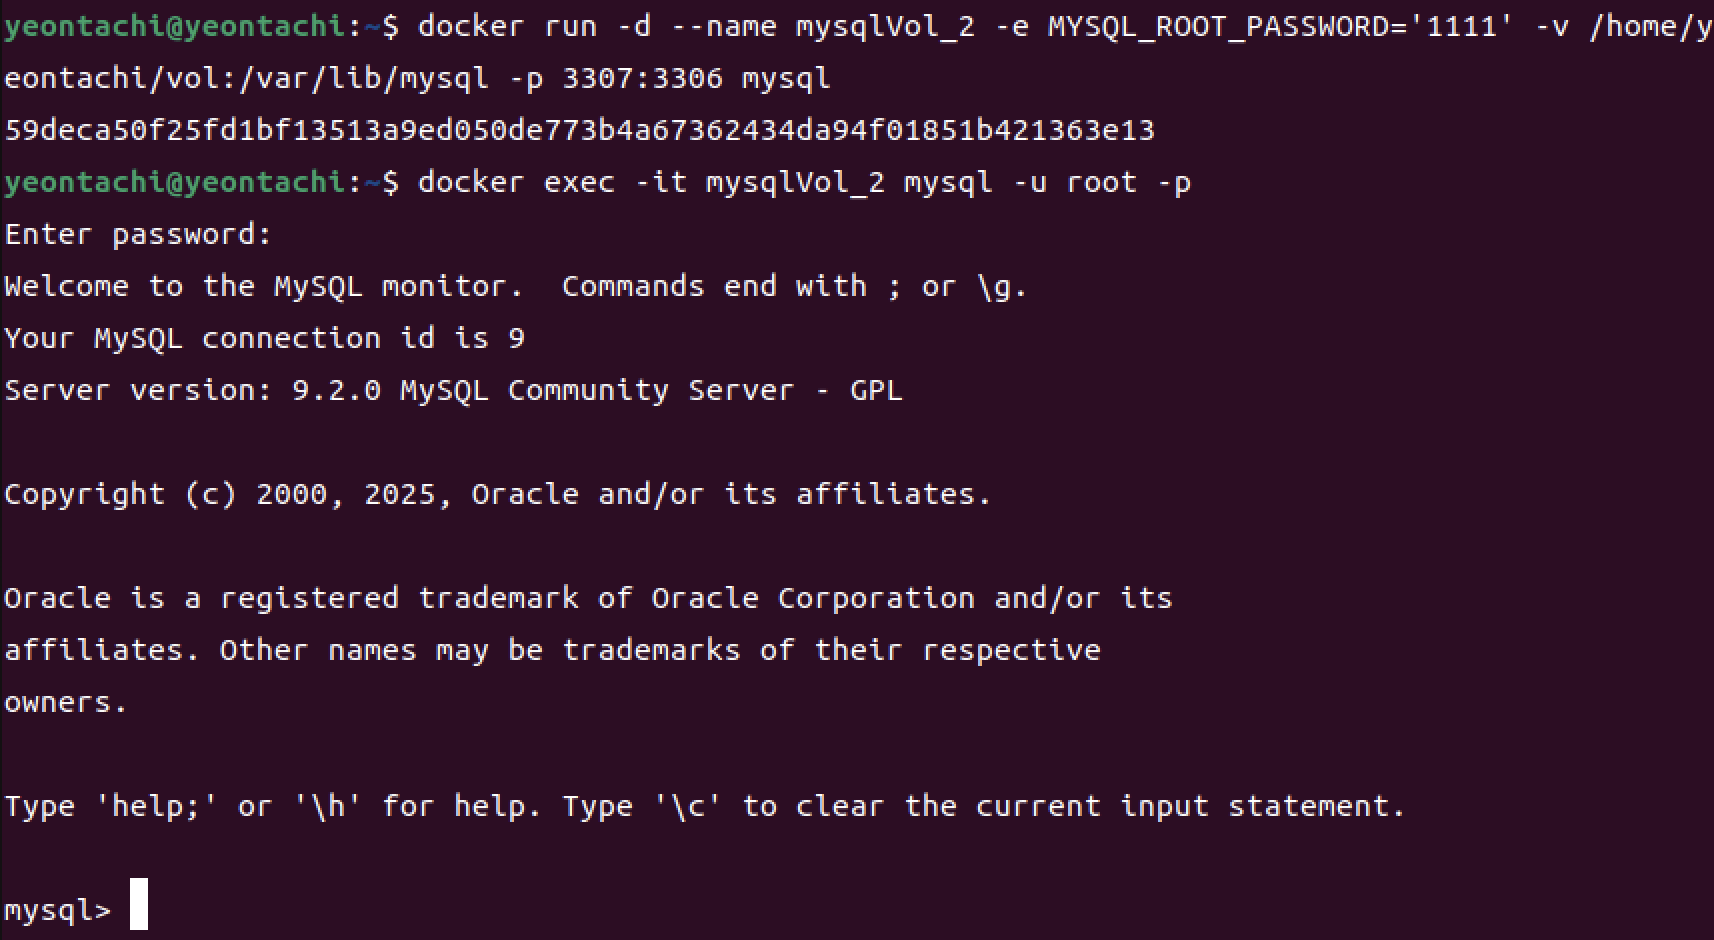 yeontachi@yeontachi:~$ docker run -d --name mysqlVol_2 -e MYSQL_ROOT_PASSWORD='1111' -v /home/y
eontachi/vol:/var/lib/mysql -p 3307:3306 mysql
59deca50f25fd1bf13513a9ed050de773b4a67362434da94f01851b421363e13
yeontachi@yeontachi:~$ docker exec -it mysqlVol_2 mysql -u root -p
Enter password:
Welcome to the MySQL monitor.  Commands end with ; or \g.
Your MySQL connection id is 9
Server version: 9.2.0 MySQL Community Server - GPL
Copyright (c) 2000, 2025, Oracle and/or its affiliates.
Oracle is a registered trademark of Oracle Corporation and/or its
affiliates. Other names may be trademarks of their respective
owners.
Type 'help;' or '\h' for help. Type '\c' to clear the current input statement.
mysql>